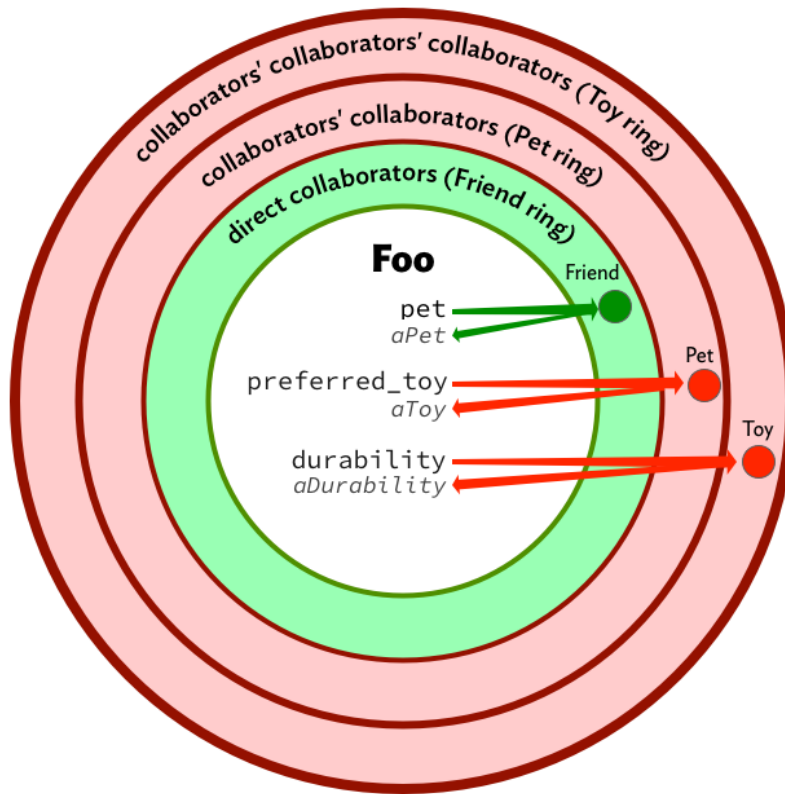 collaborators' collaborators' collaborators (Toy ring)
collaborators' collaborators (Pet ring)
direct collaborators (Friend ring)
Foo
Friend
pet
aPet
Pet
preferred_toy
aToy
Toy
durability
aDurability